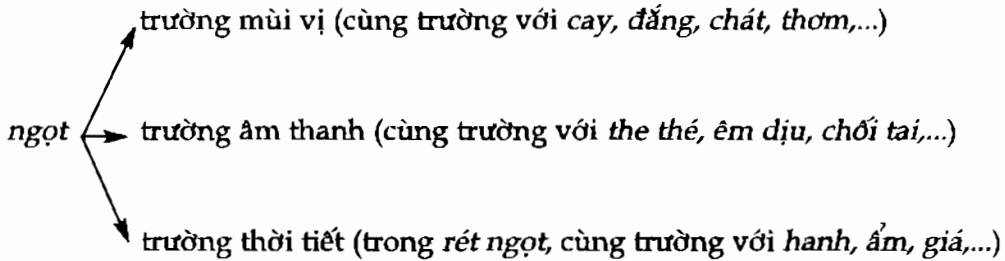 trường mùi vị (cùng trường với cay, đắng, chát, thơm,...)
ngọt trường âm thanh (cùng trường với the thé, êm dịu, chối tai,...)
trường thời tiết (trong rét ngọt, cùng trường với hanh, ẩm, giá,...)